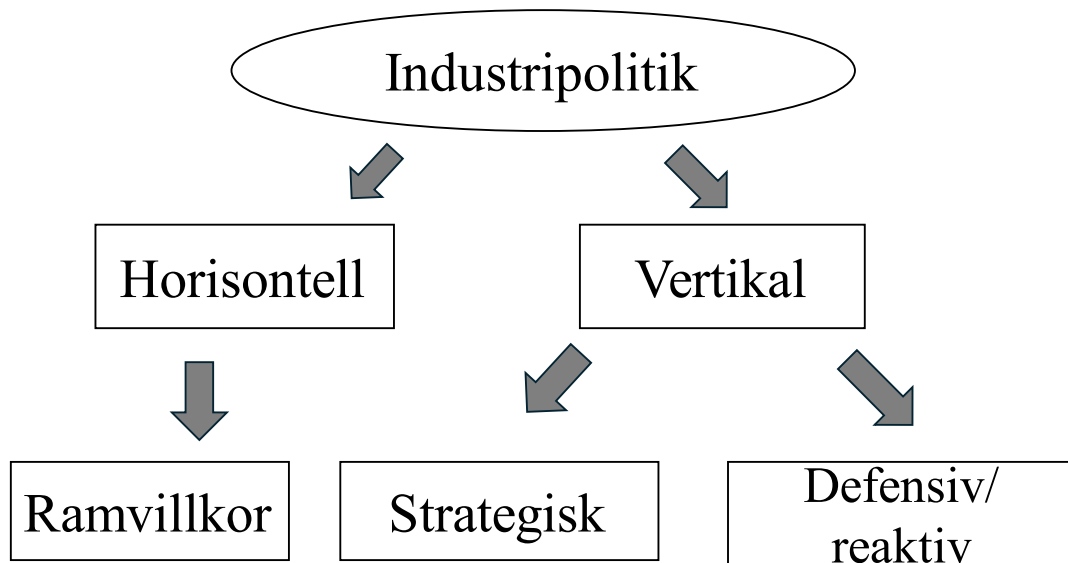 Industripolitik
Horisontell
Vertikal
Ramvillkor
Strategisk
Defensiv/
reaktiv